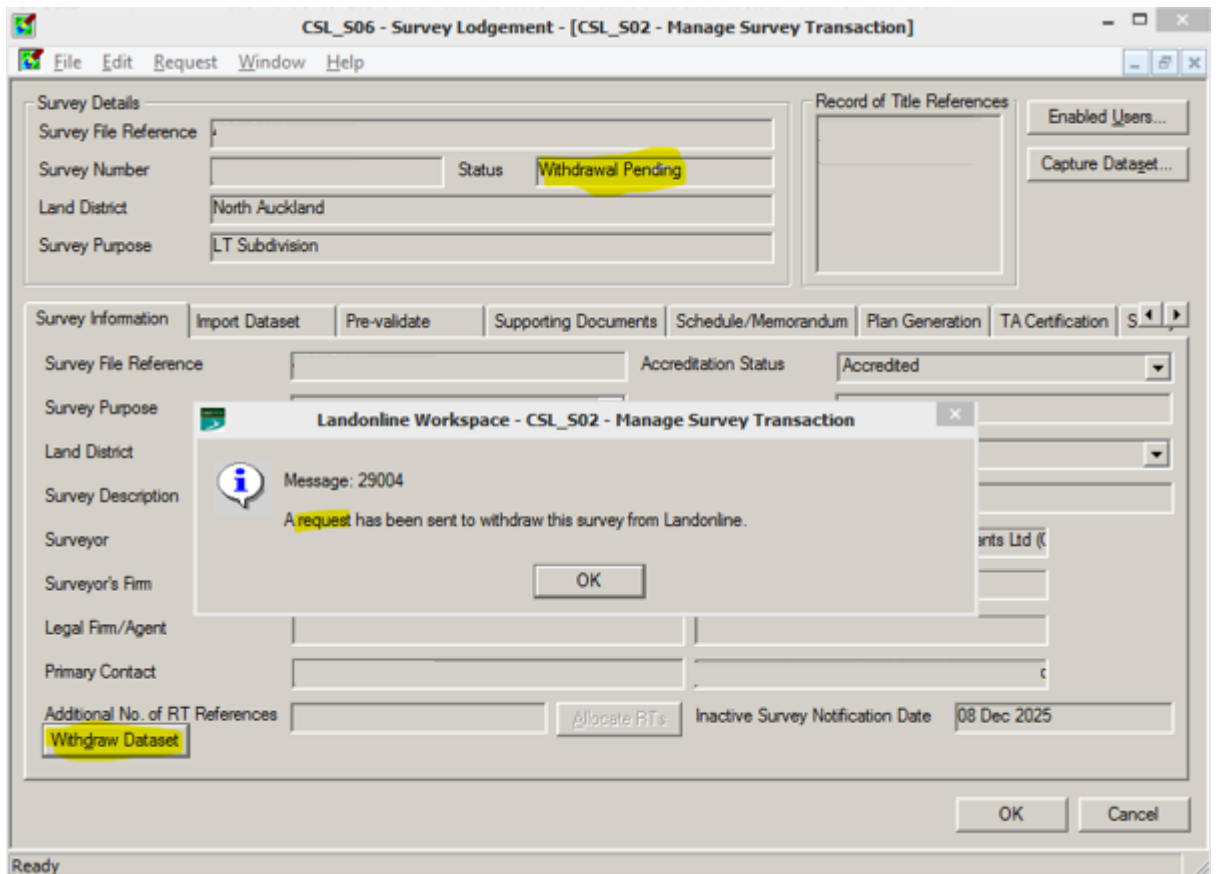 CSL_S06 - Survey Lodgement - [CSL_S02 - Manage Survey Transaction]
File Edit Request Window Help
Survey Details
Record of Title References
Enabled Users...
Survey File Reference
Survey Number Status Withdrawal Pending
Capture Dataset...
Land District North Auckland
Survey Purpose LT Subdivision
Survey Information Import Dataset Pre-validate Supporting Documents Schedule/Memorandum Plan Generation TA Certification S
Survey File Reference Accreditation Status Accredited
Survey Purpose
Landonline Workspace - CSL_S02 - Manage Survey Transaction
Land District
Message: 29004
Survey Description
A request has been sent to withdraw this survey from Landonline.
Surveyor ants Ltd (
OK
Surveyor's Firm
Legal Firm/Agent
Primary Contact
Additional No. of RT References Allocate RTs Inactive Survey Notification Date 08 Dec 2025
Withdraw Dataset
OK Cancel
Ready